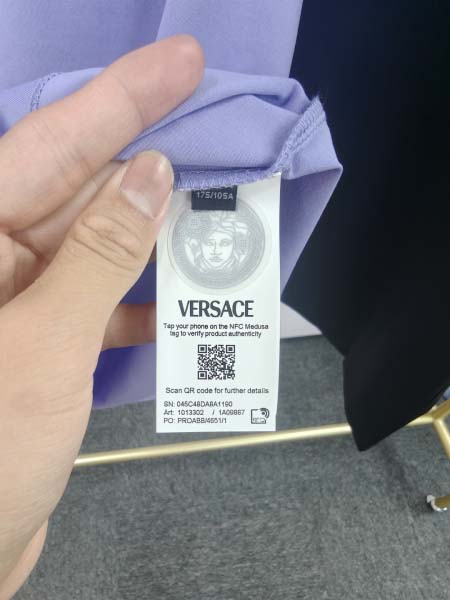 175/105A
VERSACE
Tap your phone on the NFC Medusa
tag to verify product authenticity
Scan QR code for further details
SN: 045C48DA8A1190
Art: 1013302 / 1A09867
PO: PROABB/4651/1